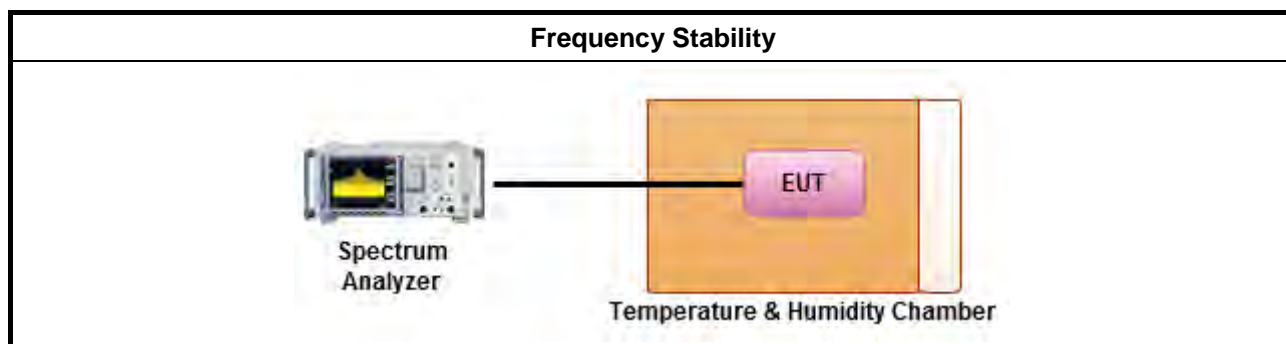 Frequency Stability
EUT
Spectrum
Analyzer
Temperature & Humidity Chamber